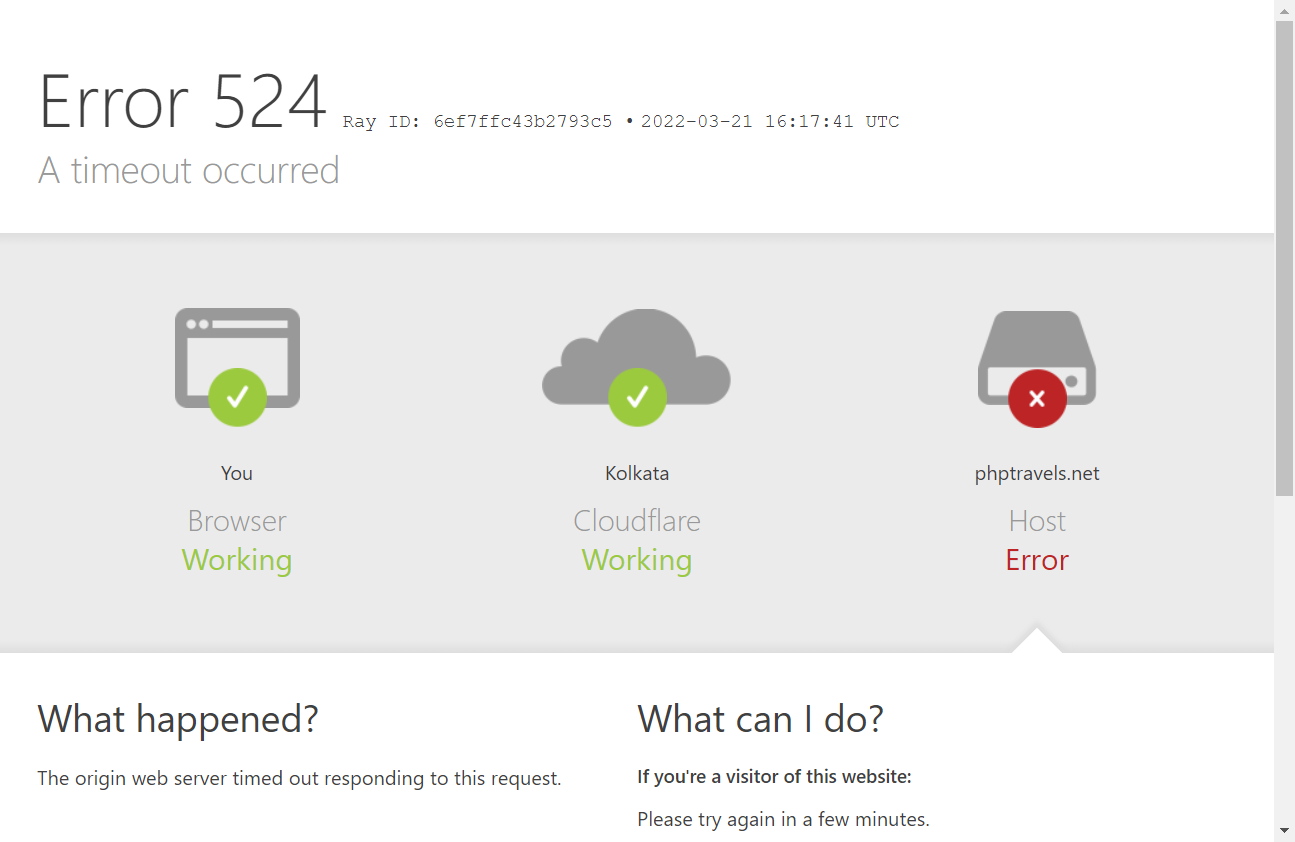 Error 524 Ray ID: 6ef7ffc43b2793c5 • 2022-03-21 16:17:41 UTC
A timeout occurred
You
Browser
Working
Kolkata
Cloudflare
Working
phptravels.net
Host
Error
What happened?
The origin web server timed out responding to this request.
What can I do?
If you're a visitor of this website:
Please try again in a few minutes.